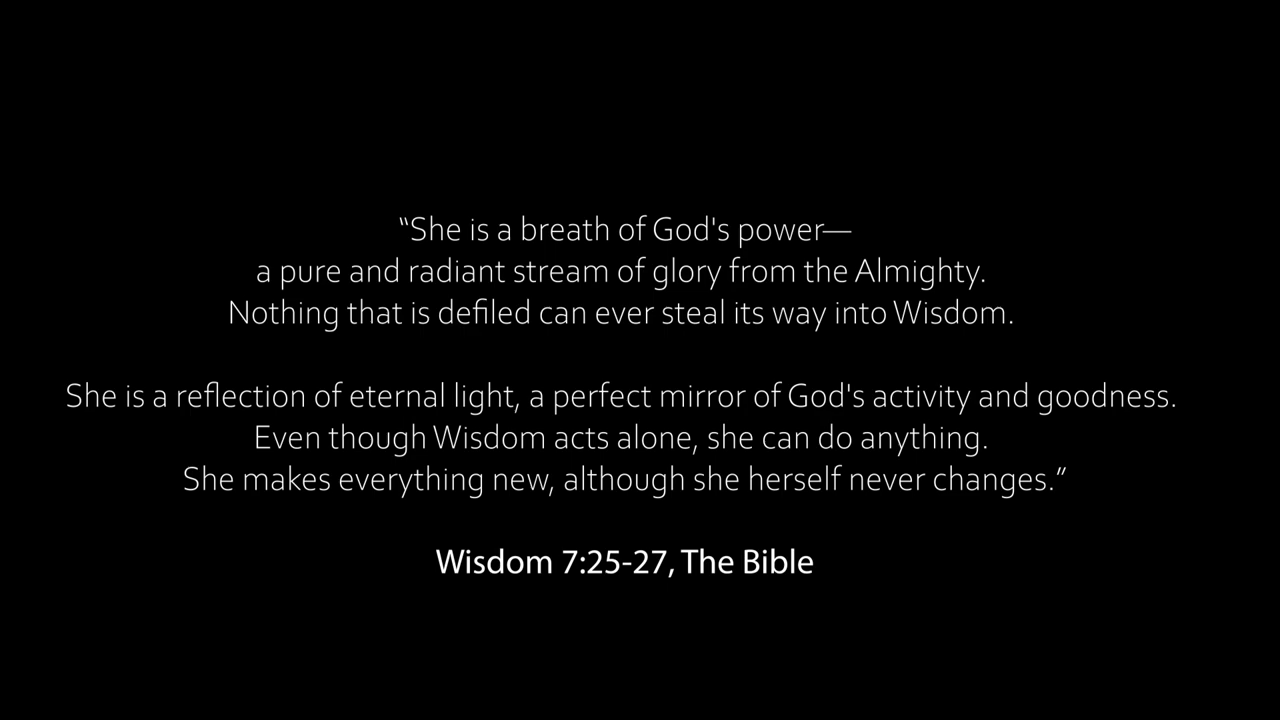 “She is a breath of God's power—
a pure and radiant stream of glory from the Almighty.
Nothing that is defiled can ever steal its way into Wisdom.
She is a reflection of eternal light, a perfect mirror of God's activity and goodness.
Even though Wisdom acts alone, she can do anything.
She makes everything new, although she herself never changes.”
Wisdom 7:25-27, The Bible